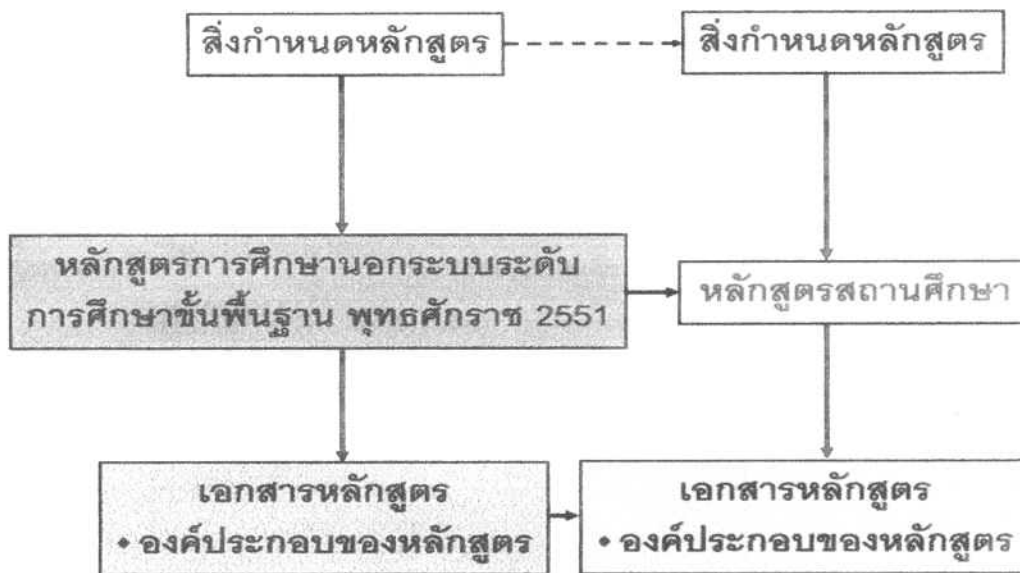 สิ่งกำหนดหลักสูตร
สิ่งกำหนดหลักสูตร
หลักสูตรการศึกษานอกระบบระดับ
การศึกษาขั้นพื้นฐาน พุทธศักราช 2551
หลักสูตรสถานศึกษา
เอกสารหลักสูตร
• องค์ประกอบของหลักสูตร
เอกสารหลักสูตร
• องค์ประกอบของหลักสูตร